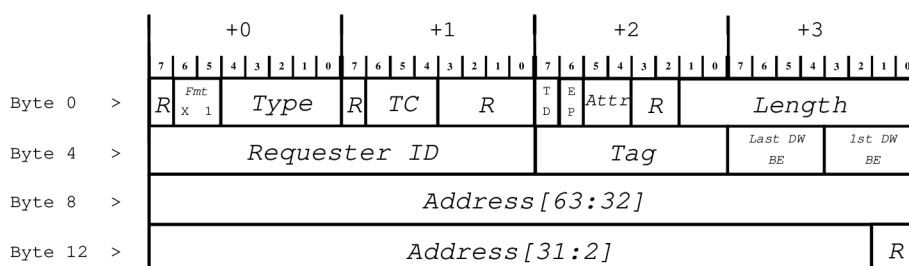 +0 +1 +2 +3
7 6 5 4 3 2 1 0 7 6 5 4 3 2 1 0 7 6 5 4 3 2 1 0 7 6 5 4 3 2 1 0
Byte 0 > R Fmt X 1 Type R TC R TD EP Attr R Length
Byte 4 > Requester ID Tag Last DW BE 1st DW BE
Byte 8 > Address[63:32]
Byte 12 > Address[31:2] R